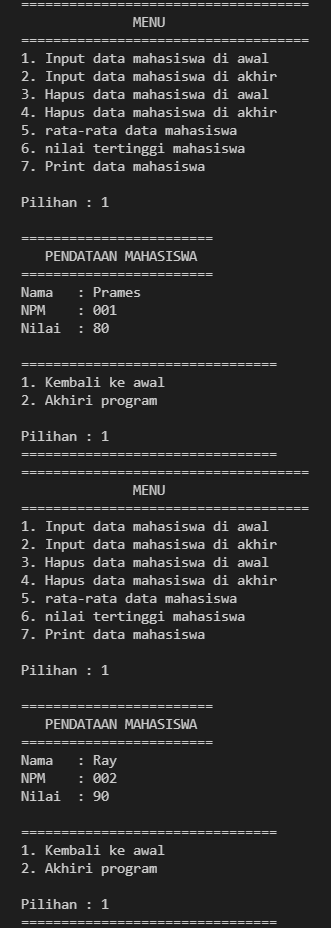 ====================================
MENU
====================================
1. Input data mahasiswa di awal
2. Input data mahasiswa di akhir
3. Hapus data mahasiswa di awal
4. Hapus data mahasiswa di akhir
5. rata-rata data mahasiswa
6. nilai tertinggi mahasiswa
7. Print data mahasiswa
Pilihan : 1
========================
PENDATAAN MAHASISWA
========================
Nama   : Prames
NPM    : 001
Nilai  : 80
================================
1. Kembali ke awal
2. Akhiri program
Pilihan : 1
================================
====================================
MENU
====================================
1. Input data mahasiswa di awal
2. Input data mahasiswa di akhir
3. Hapus data mahasiswa di awal
4. Hapus data mahasiswa di akhir
5. rata-rata data mahasiswa
6. nilai tertinggi mahasiswa
7. Print data mahasiswa
Pilihan : 1
========================
PENDATAAN MAHASISWA
========================
Nama   : Ray
NPM    : 002
Nilai  : 90
================================
1. Kembali ke awal
2. Akhiri program
Pilihan : 1
================================